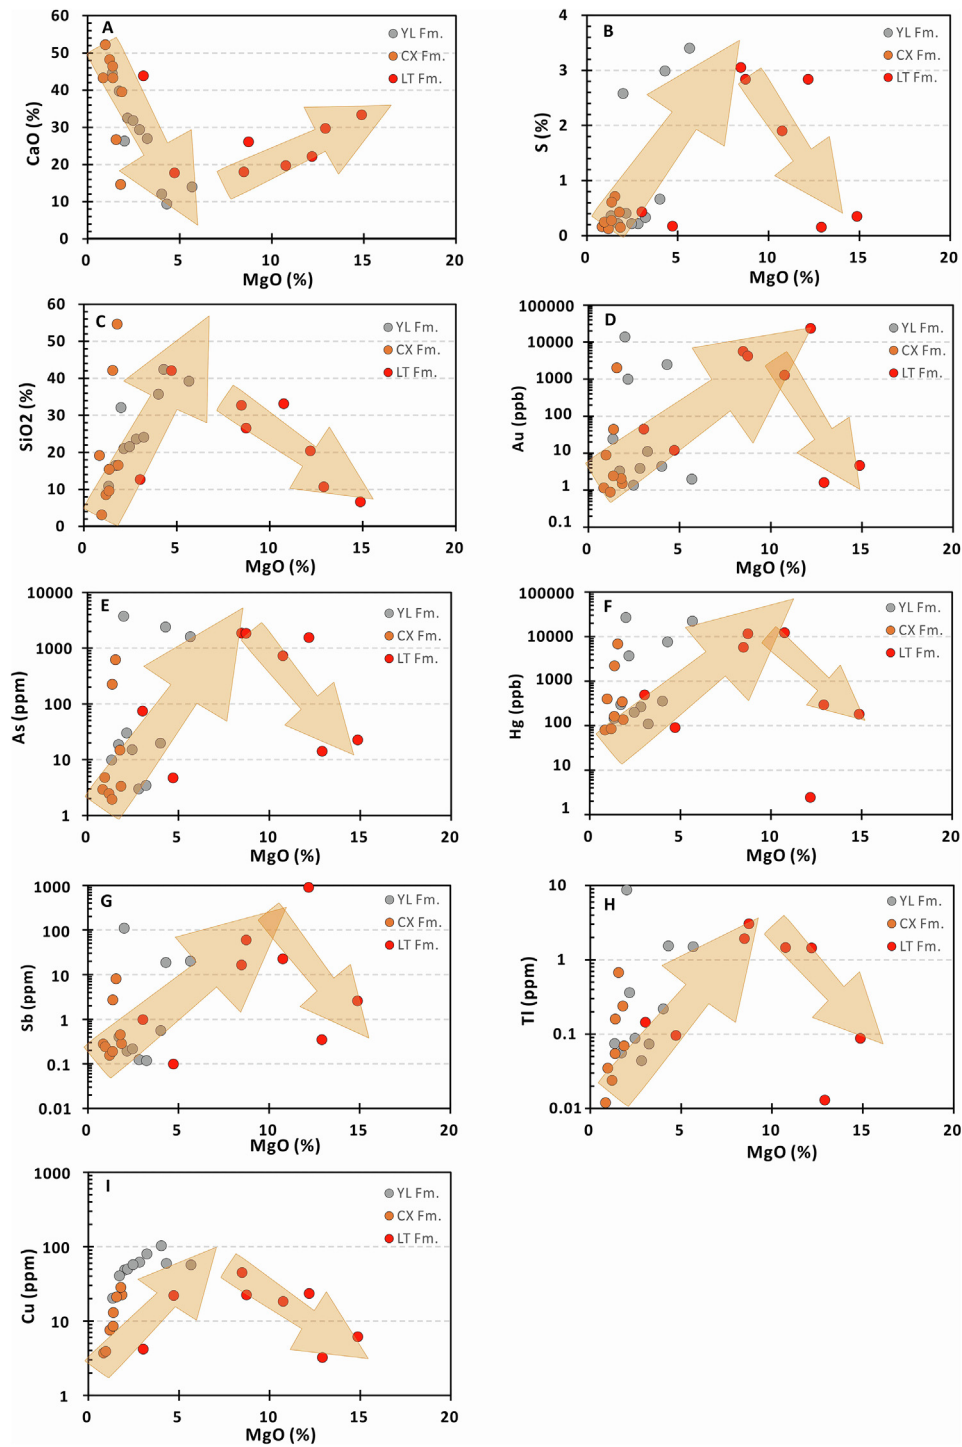 A
60
50
40
30
20
10
0
CaO (%)
YL Fm.
CX Fm.
LT Fm.
0 5 10 15 20
MgO (%)
B
4
3
2
1
0
S (%)
YL Fm.
CX Fm.
LT Fm.
0 5 10 15 20
MgO (%)
C
60
50
40
30
20
10
0
SiO2 (%)
YL Fm.
CX Fm.
LT Fm.
0 5 10 15 20
MgO (%)
D
100000
10000
1000
100
10
1
0.1
Au (ppb)
YL Fm.
CX Fm.
LT Fm.
0 5 10 15 20
MgO (%)
E
10000
1000
100
10
1
As (ppm)
YL Fm.
CX Fm.
LT Fm.
0 5 10 15 20
MgO (%)
F
100000
10000
1000
100
10
1
Hg (ppb)
YL Fm.
CX Fm.
LT Fm.
0 5 10 15 20
MgO (%)
G
1000
100
10
1
0.1
0.01
Sb (ppm)
YL Fm.
CX Fm.
LT Fm.
0 5 10 15 20
MgO (%)
H
10
1
0.1
0.01
Tl (ppm)
YL Fm.
CX Fm.
LT Fm.
0 5 10 15 20
MgO (%)
I
1000
100
10
1
Cu (ppm)
YL Fm.
CX Fm.
LT Fm.
0 5 10 15 20
MgO (%)